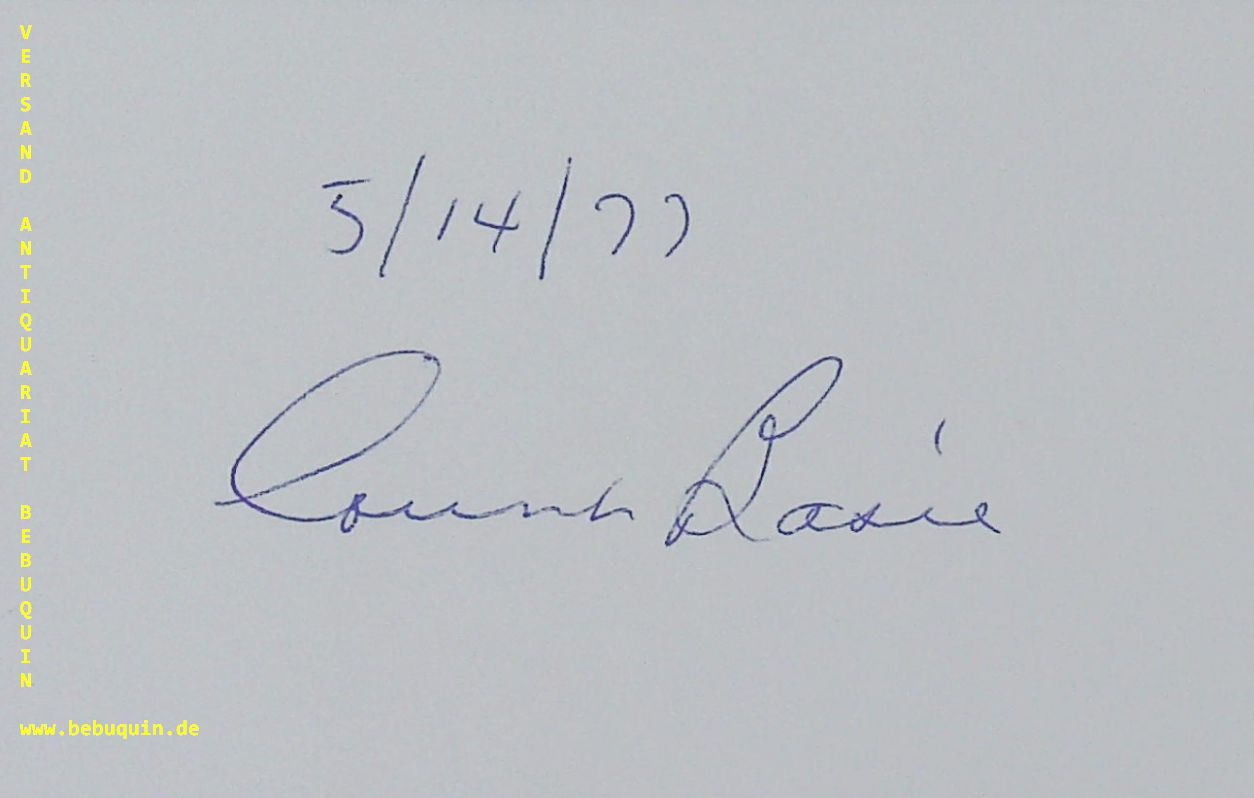 VERSAND ANTIQUARIAT BEBUQUIN
5/14/77
Count Basie
www.bebuquin.de